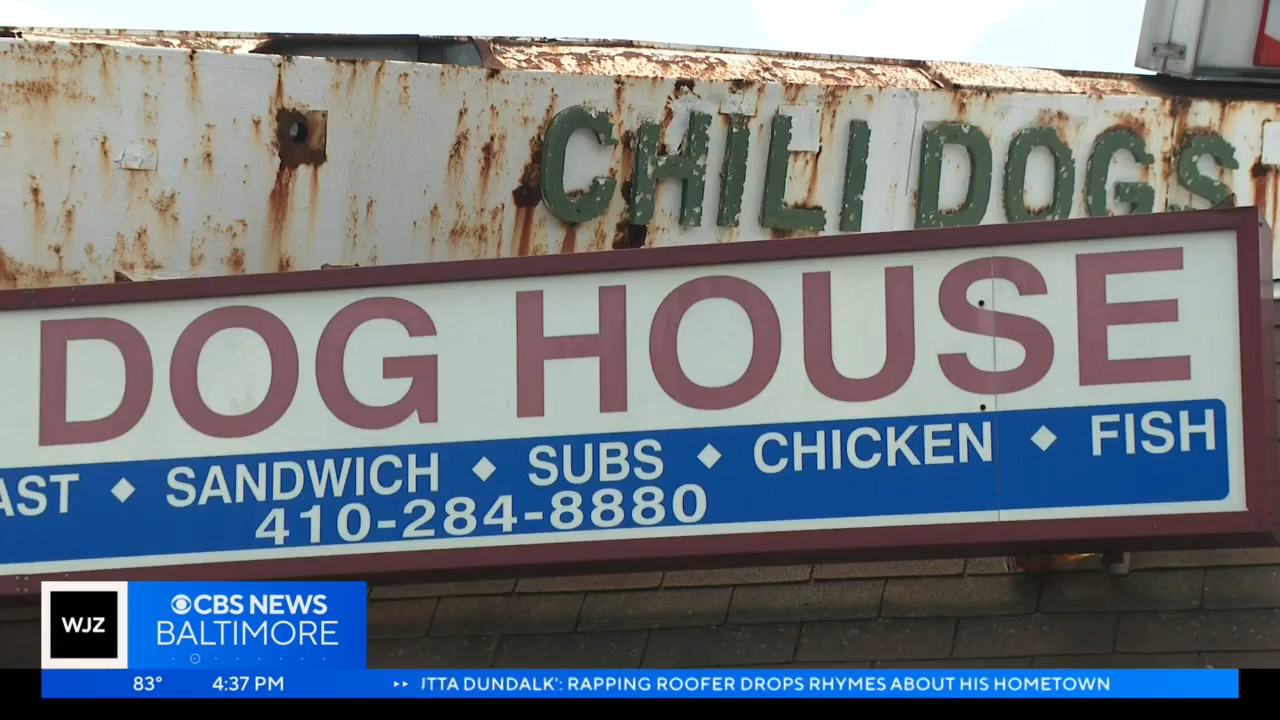 CHILI DOGS
DOG HOUSE
AST ◆ SANDWICH ◆ SUBS ◆ CHICKEN ◆ FISH
410-284-8880
WJZ
CBS NEWS
BALTIMORE
83° 4:37 PM UTTA DUNDALK': RAPPING ROOFER DROPS RHYMES ABOUT HIS HOMETOWN